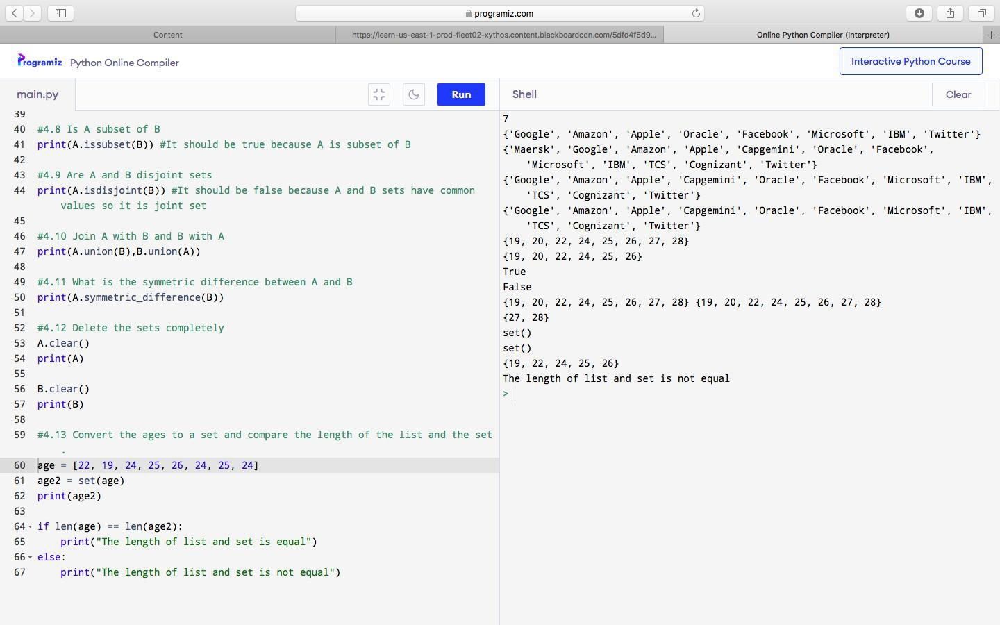 programiz.com
Content
https://learn-us-east-1-prod-fleet02-xythos.content.blackboardcdn.com/5dfd4f5d9...
Online Python Compiler (Interpreter)
+
Programiz Python Online Compiler
Interactive Python Course
main.py
Run
Shell
Clear
39
40 #4.8 Is A subset of B
41 print(A.issubset(B)) #It should be true because A is subset of B
42
43 #4.9 Are A and B disjoint sets
44 print(A.isdisjoint(B)) #It should be false because A and B sets have common
values so it is joint set
45
46 #4.10 Join A with B and B with A
47 print(A.union(B),B.union(A))
48
49 #4.11 What is the symmetric difference between A and B
50 print(A.symmetric_difference(B))
51
52 #4.12 Delete the sets completely
53 A.clear()
54 print(A)
55
56 B.clear()
57 print(B)
58
59 #4.13 Convert the ages to a set and compare the length of the list and the set
.
60 age = [22, 19, 24, 25, 26, 24, 25, 24]
61 age2 = set(age)
62 print(age2)
63
64 if len(age) == len(age2):
65     print("The length of list and set is equal")
66 else:
67     print("The length of list and set is not equal")
7
{'Google', 'Amazon', 'Apple', 'Oracle', 'Facebook', 'Microsoft', 'IBM', 'Twitter'}
{'Maersk', 'Google', 'Amazon', 'Apple', 'Capgemini', 'Oracle', 'Facebook',
'Microsoft', 'IBM', 'TCS', 'Cognizant', 'Twitter'}
{'Google', 'Amazon', 'Apple', 'Capgemini', 'Oracle', 'Facebook', 'Microsoft', 'IBM',
'TCS', 'Cognizant', 'Twitter'}
{'Google', 'Amazon', 'Apple', 'Capgemini', 'Oracle', 'Facebook', 'Microsoft', 'IBM',
'TCS', 'Cognizant', 'Twitter'}
{19, 20, 22, 24, 25, 26, 27, 28}
{19, 20, 22, 24, 25, 26}
True
False
{19, 20, 22, 24, 25, 26, 27, 28} {19, 20, 22, 24, 25, 26, 27, 28}
{27, 28}
set()
set()
{19, 22, 24, 25, 26}
The length of list and set is not equal
>